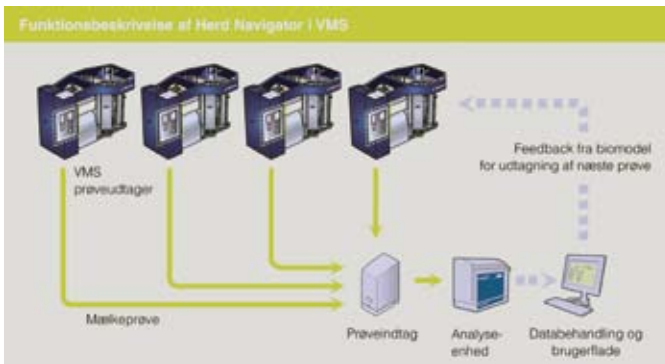 Funktionsbeskrivelse af Herd Navigator i VMS
VMS
prøveudtager
Feedback fra biomodel
for udtagning af næste prøve
Mælkeprøve
Prøveindtag
Analyse-
enhed
Databehandling og
brugerflade